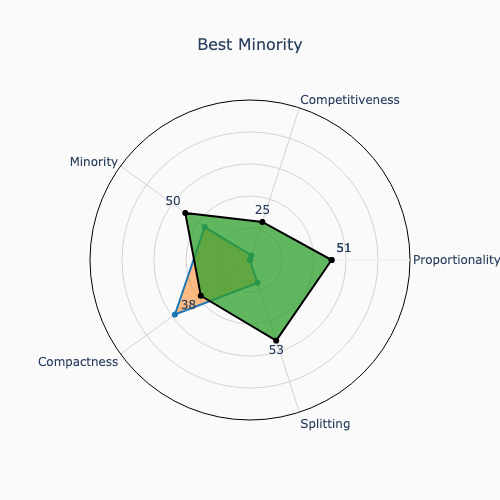 Best Minority
Competitiveness
Minority
50
25
51
Proportionality
38
Compactness
53
Splitting